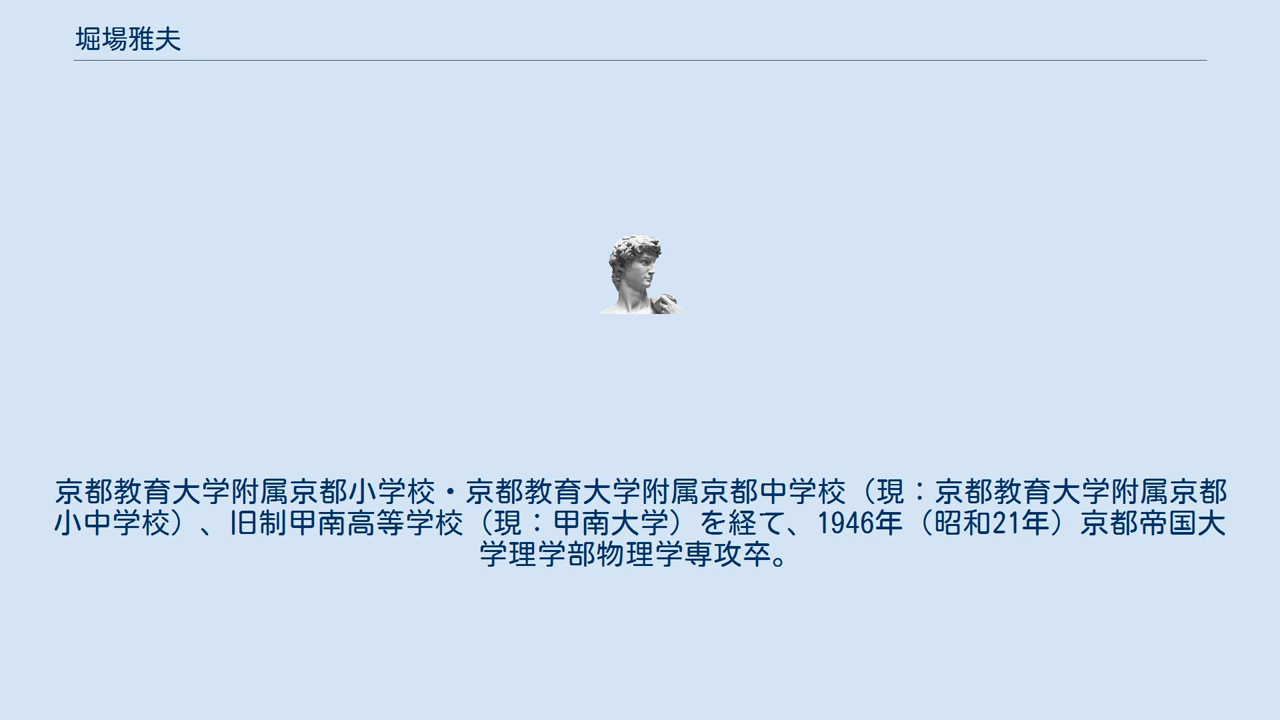 堀場雅夫
京都教育大学附属京都小学校・京都教育大学附属京都中学校（現：京都教育大学附属京都
小中学校）、旧制甲南高等学校（現：甲南大学）を経て、1946年（昭和21年）京都帝国大
学理学部物理学専攻卒。